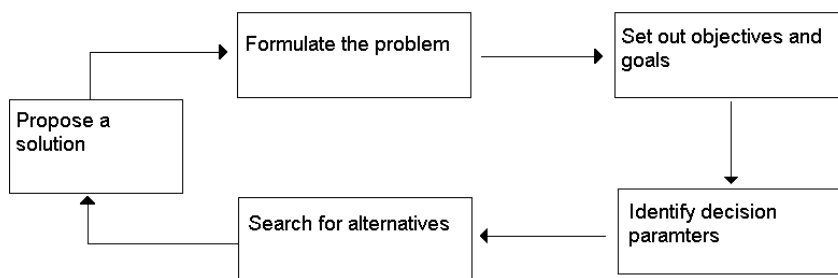 Formulate the problem
Set out objectives and
goals
Propose a
solution
Search for alternatives
Identify decision
paramters